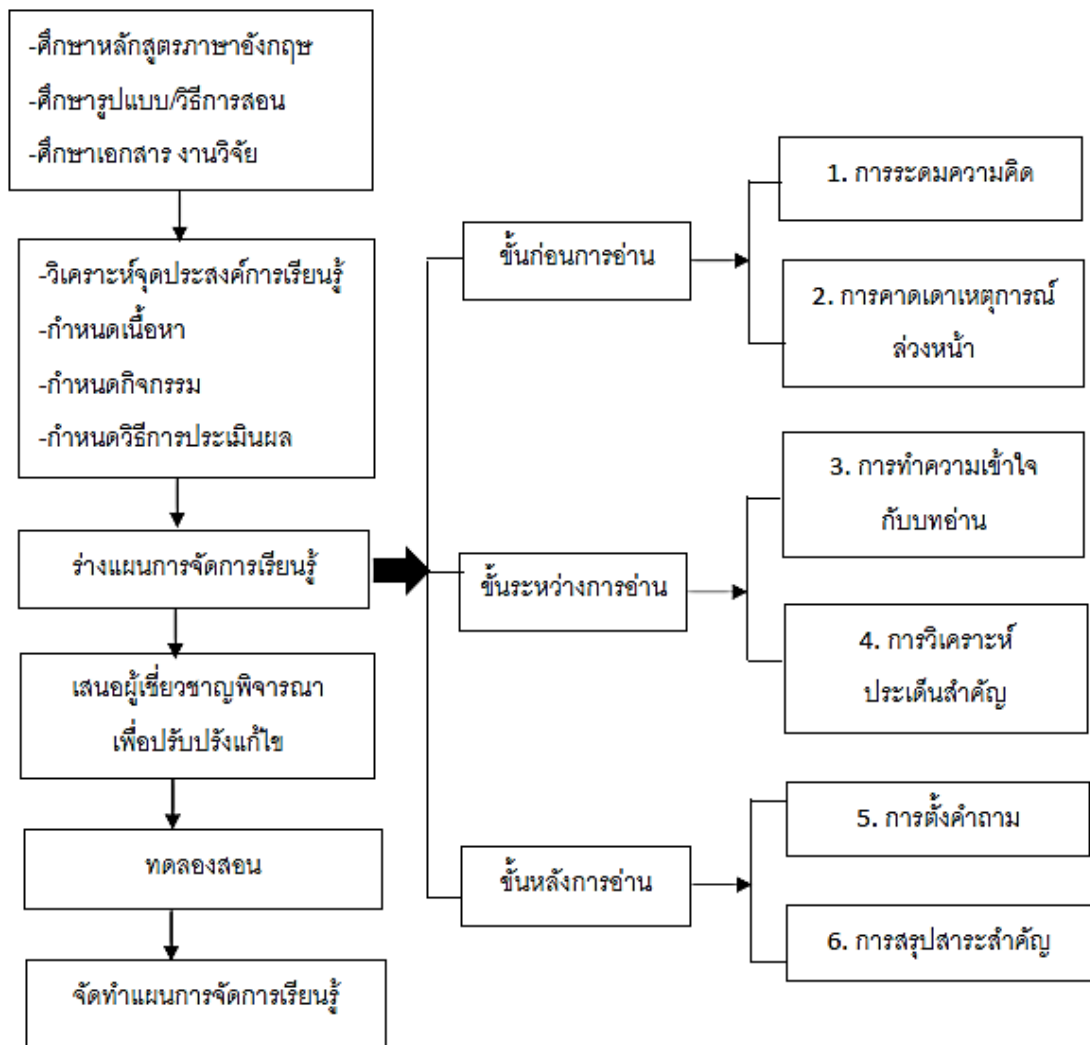 -ศึกษาหลักสูตรภาษาอังกฤษ
-ศึกษารูปแบบ/วิธีการสอน
-ศึกษาเอกสาร งานวิจัย
-วิเคราะห์จุดประสงค์การเรียนรู้
-กำหนดเนื้อหา
-กำหนดกิจกรรม
-กำหนดวิธีการประเมินผล
ร่างแผนการจัดการเรียนรู้
เสนอผู้เชี่ยวชาญพิจารณา
เพื่อปรับปรังแก้ไข
ทดลองสอน
จัดทำแผนการจัดการเรียนรู้
ขั้นก่อนการอ่าน
1. การระดมความคิด
2. การคาดเดาเหตุการณ์
ล่วงหน้า
ขั้นระหว่างการอ่าน
3. การทำความเข้าใจ
กับบทอ่าน
4. การวิเคราะห์
ประเด็นสำคัญ
ขั้นหลังการอ่าน
5. การตั้งคำถาม
6. การสรุปสาระสำคัญ